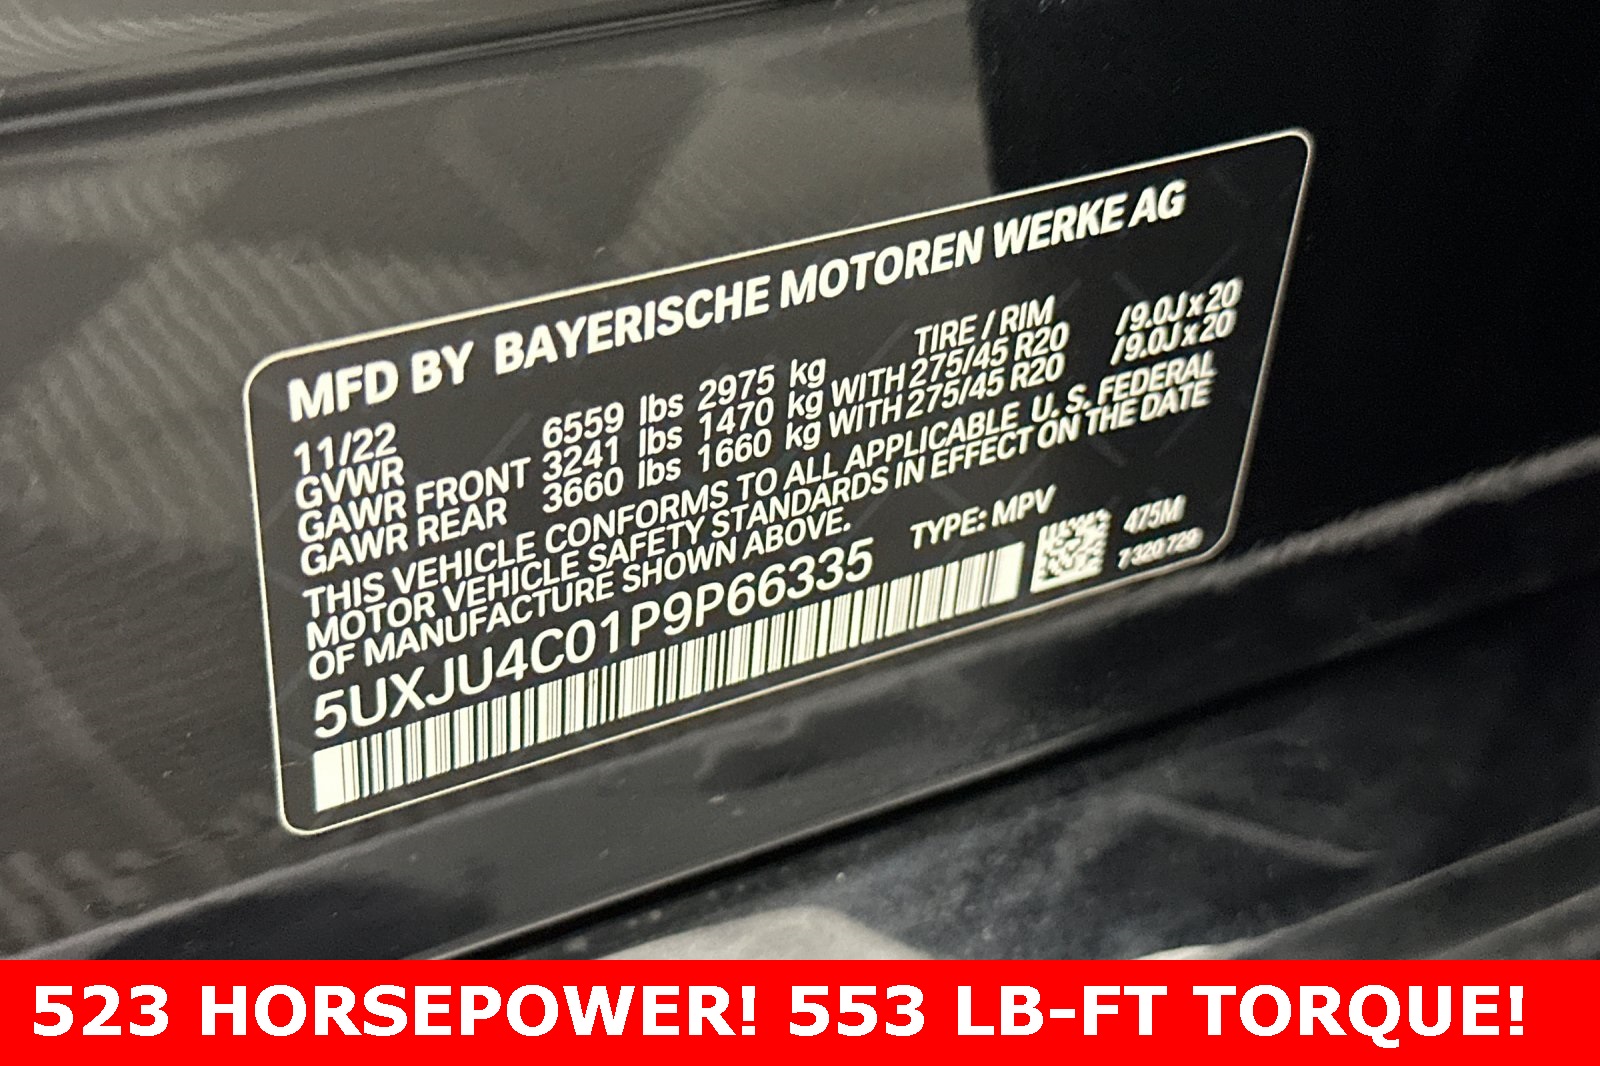 MFD BY BAYERISCHE MOTOREN WERKE AG
11/22 TIRE / RIM
GVWR 6559 lbs 2975 kg
GAWR FRONT 3241 lbs 1470 kg WITH 275/45 R20 /9.0J x 20
GAWR REAR 3660 lbs 1660 kg WITH 275/45 R20 /9.0J x 20
THIS VEHICLE CONFORMS TO ALL APPLICABLE U. S. FEDERAL
MOTOR VEHICLE SAFETY STANDARDS IN EFFECT ON THE DATE
OF MANUFACTURE SHOWN ABOVE.
TYPE: MPV
5UXJU4C01P9P66335
475M
7 320 729
523 HORSEPOWER! 553 LB-FT TORQUE!